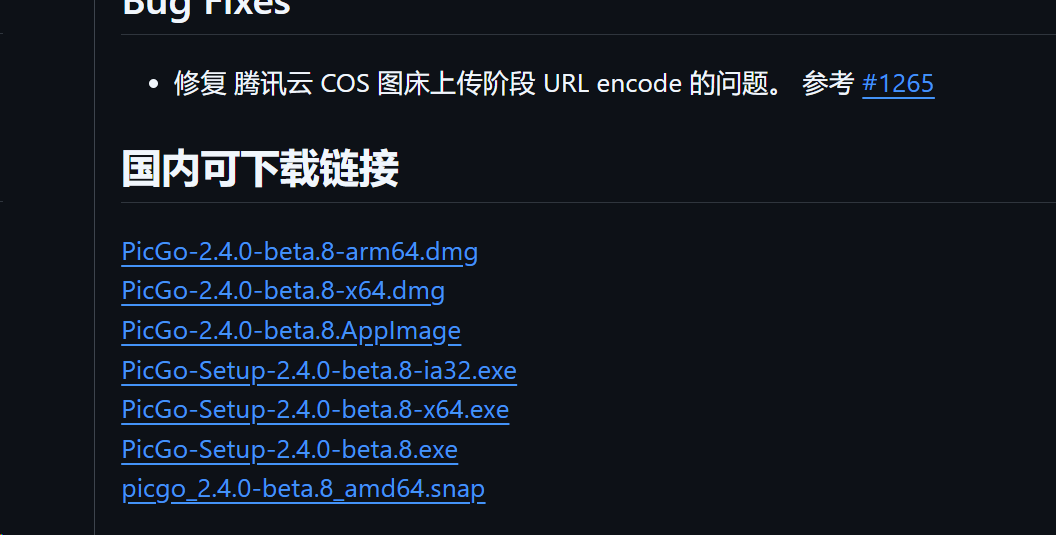 Bug Fixes
修复 腾讯云 COS 图床上传阶段 URL encode 的问题。 参考 #1265
国内可下载链接
PicGo-2.4.0-beta.8-arm64.dmg
PicGo-2.4.0-beta.8-x64.dmg
PicGo-2.4.0-beta.8.AppImage
PicGo-Setup-2.4.0-beta.8-ia32.exe
PicGo-Setup-2.4.0-beta.8-x64.exe
PicGo-Setup-2.4.0-beta.8.exe
picgo_2.4.0-beta.8_amd64.snap